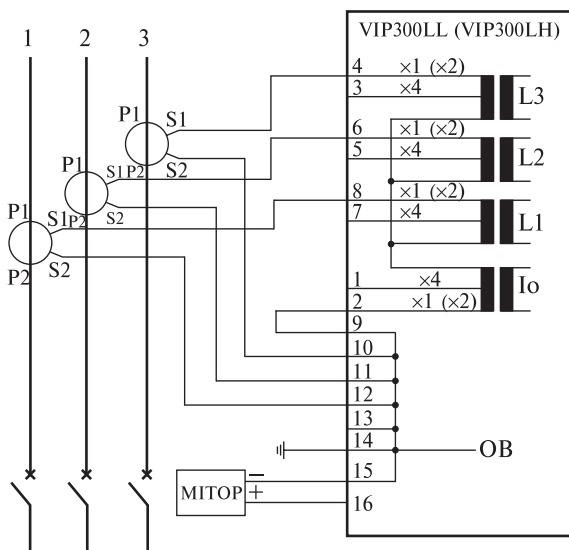 1 2 3
VIP300LL (VIP300LH)
4 ×1 (×2)
3 ×4
L3
P1 S1
S2
6 ×1 (×2)
5 ×4
L2
P1 S1 P2
S2
8 ×1 (×2)
7 ×4
L1
P1 S1 P2
P2 S2
1 ×4
Io
2 ×1 (×2)
9
10
11
12
13
14 OB
15
MITOP − +
16